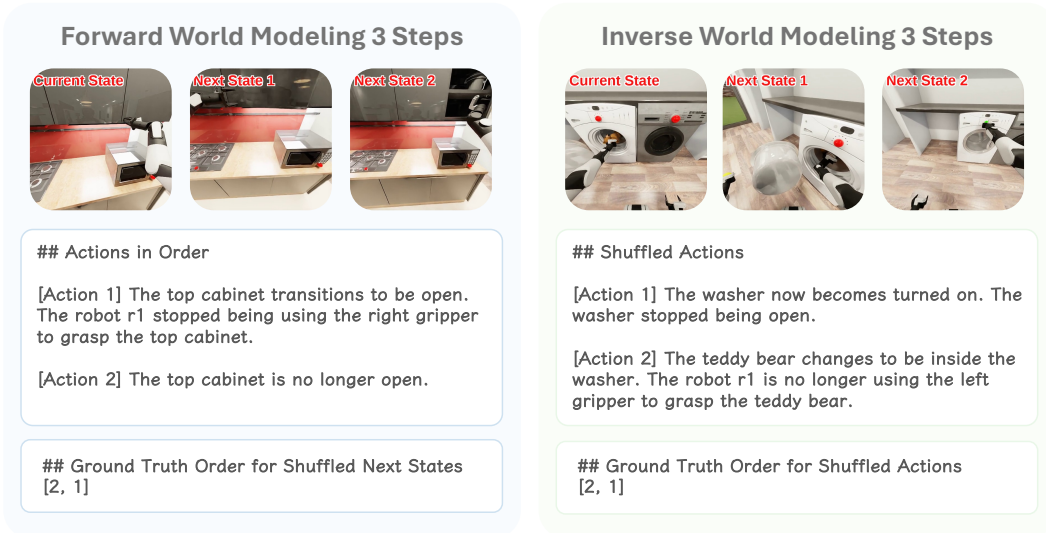 Forward World Modeling 3 Steps
Current State
Next State 1
Next State 2
## Actions in Order
[Action 1] The top cabinet transitions to be open.
The robot r1 stopped being using the right gripper
to grasp the top cabinet.
[Action 2] The top cabinet is no longer open.
## Ground Truth Order for Shuffled Next States
[2, 1]
Inverse World Modeling 3 Steps
Current State
Next State 1
Next State 2
## Shuffled Actions
[Action 1] The washer now becomes turned on. The
washer stopped being open.
[Action 2] The teddy bear changes to be inside the
washer. The robot r1 is no longer using the left
gripper to grasp the teddy bear.
## Ground Truth Order for Shuffled Actions
[2, 1]